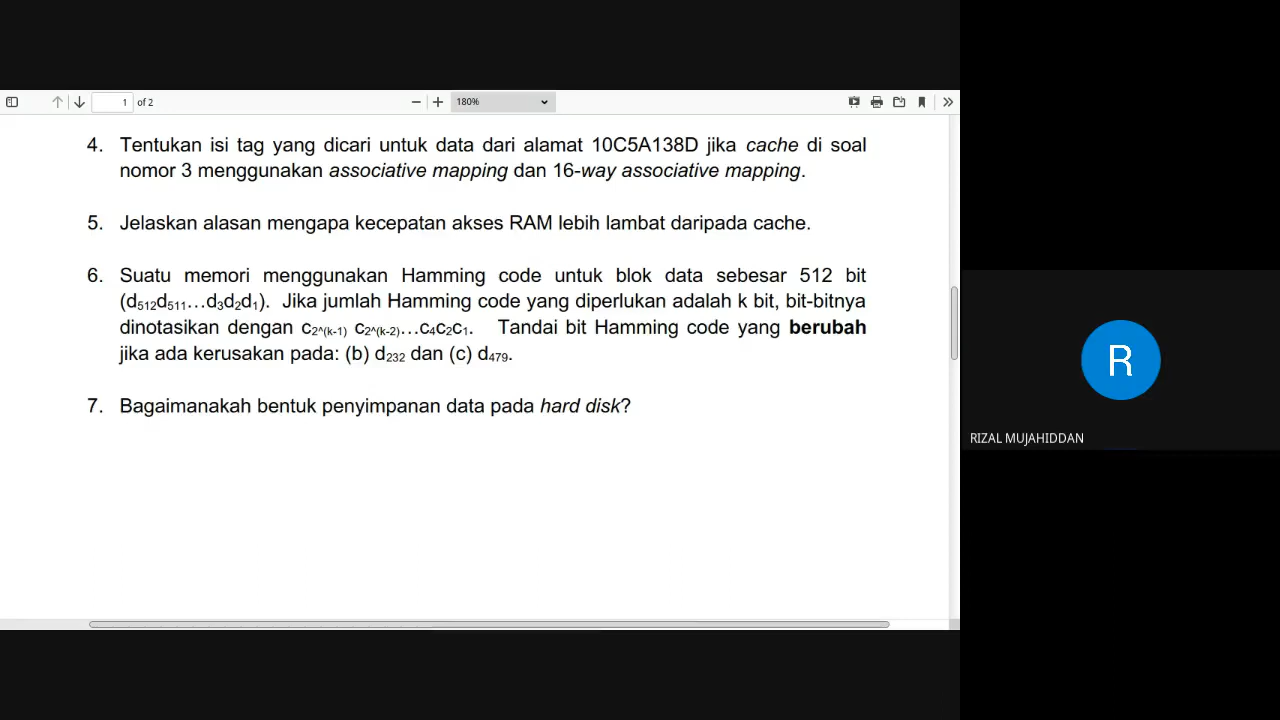 1 of 2 180%
4. Tentukan isi tag yang dicari untuk data dari alamat 10C5A138D jika cache di soal
nomor 3 menggunakan associative mapping dan 16-way associative mapping.
5. Jelaskan alasan mengapa kecepatan akses RAM lebih lambat daripada cache.
6. Suatu memori menggunakan Hamming code untuk blok data sebesar 512 bit
(d512d511…d3d2d1). Jika jumlah Hamming code yang diperlukan adalah k bit, bit-bitnya
dinotasikan dengan c2^(k-1) c2^(k-2)…c4c2c1. Tandai bit Hamming code yang berubah
jika ada kerusakan pada: (b) d232 dan (c) d479.
7. Bagaimanakah bentuk penyimpanan data pada hard disk?
R
RIZAL MUJAHIDDAN